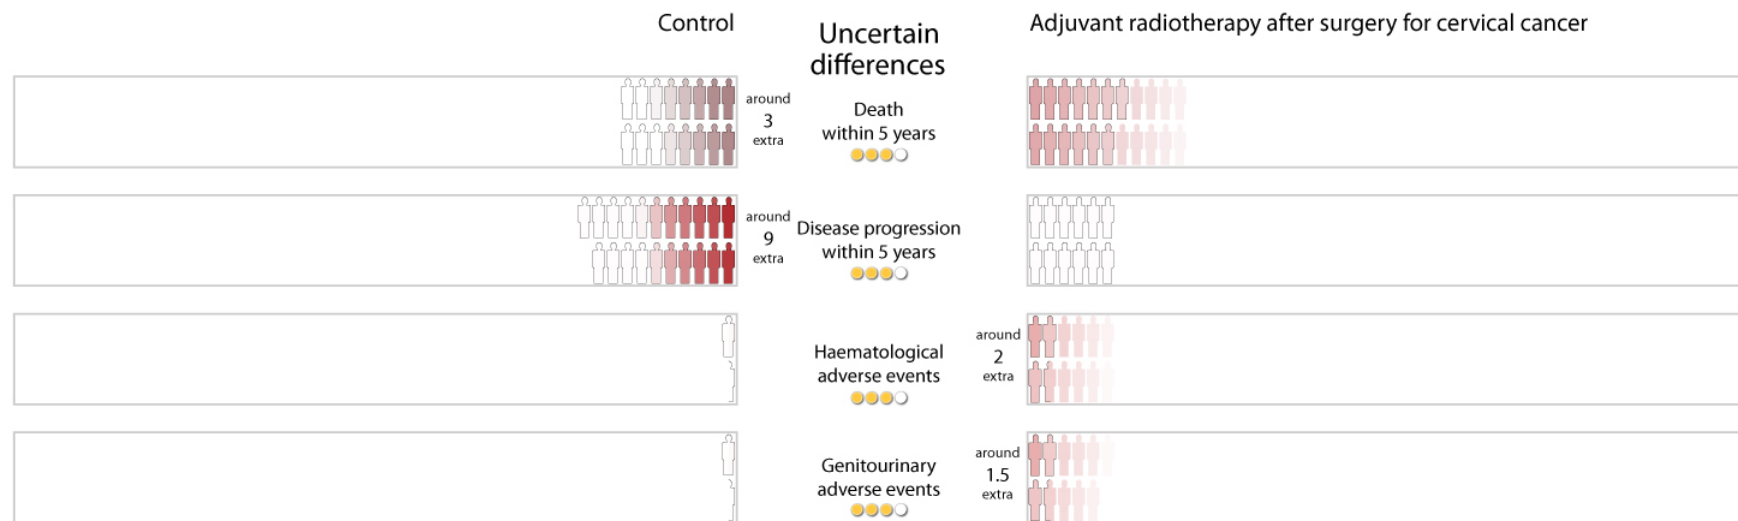 Control
Uncertain
differences
Adjuvant radiotherapy after surgery for cervical cancer
around
3
extra
Death
within 5 years
around
9
extra
Disease progression
within 5 years
Haematological
adverse events
around
2
extra
Genitourinary
adverse events
around
1.5
extra